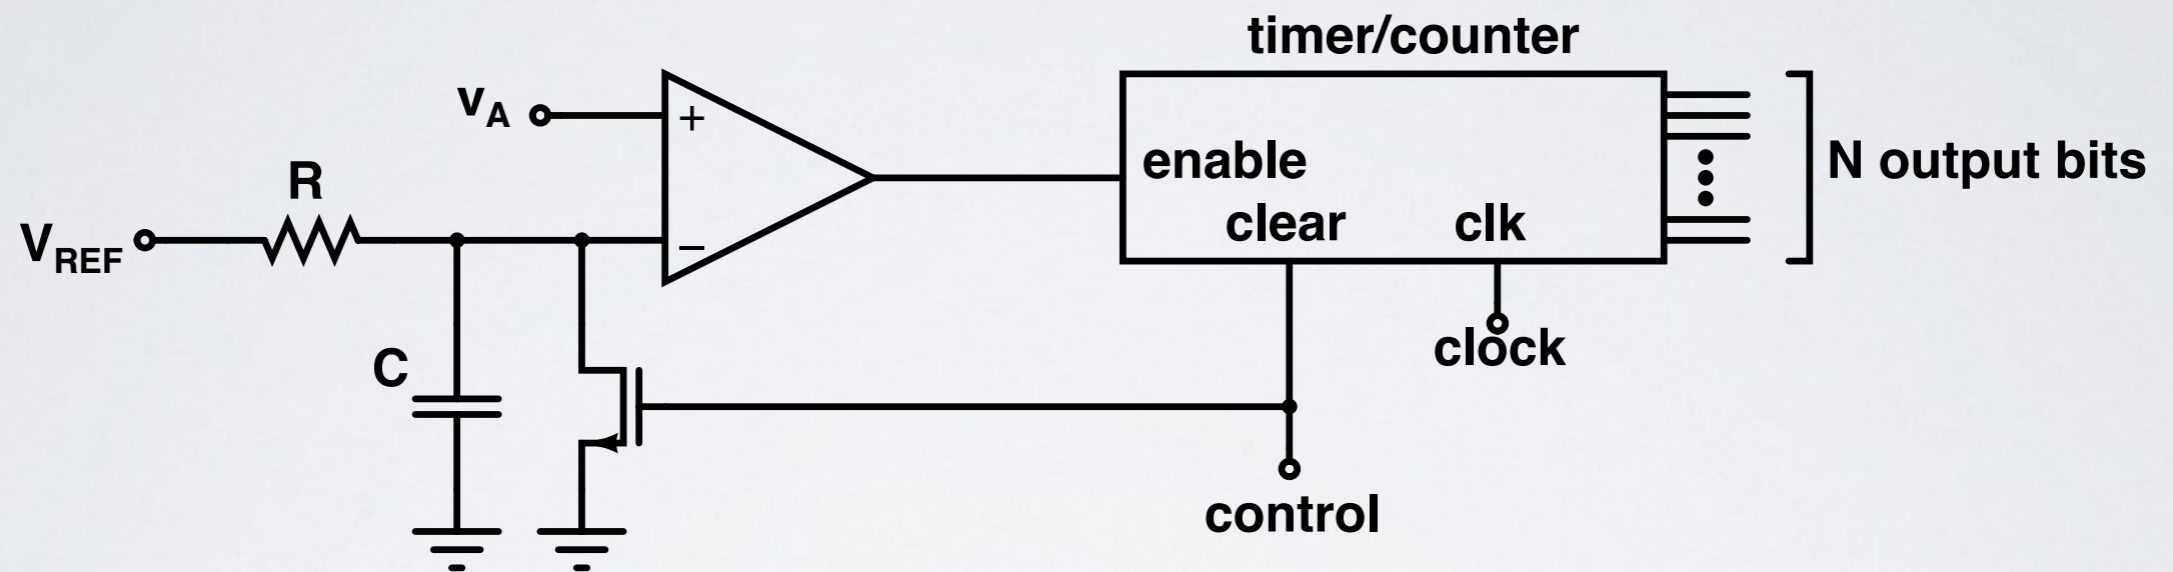 timer/counter
vA
+
enable
N output bits
R
clear
clk
VREF
−
C
clock
control